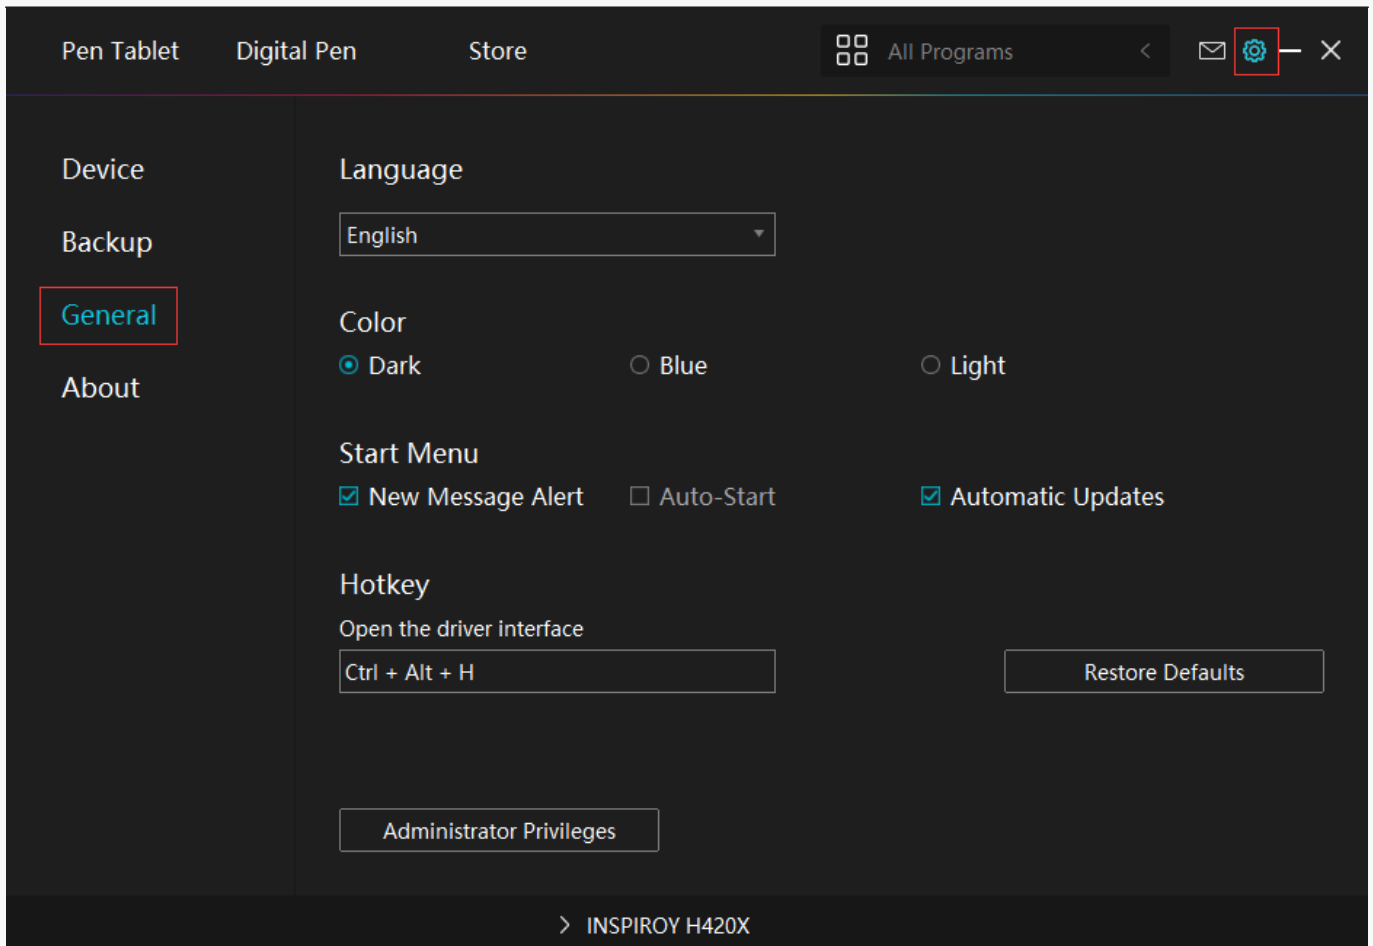 Pen Tablet Digital Pen Store All Programs
Device
Backup
General
About
Language
English
Color
Dark Blue Light
Start Menu
New Message Alert Auto-Start Automatic Updates
Hotkey
Open the driver interface
Ctrl + Alt + H Restore Defaults
Administrator Privileges
INSPIROY H420X